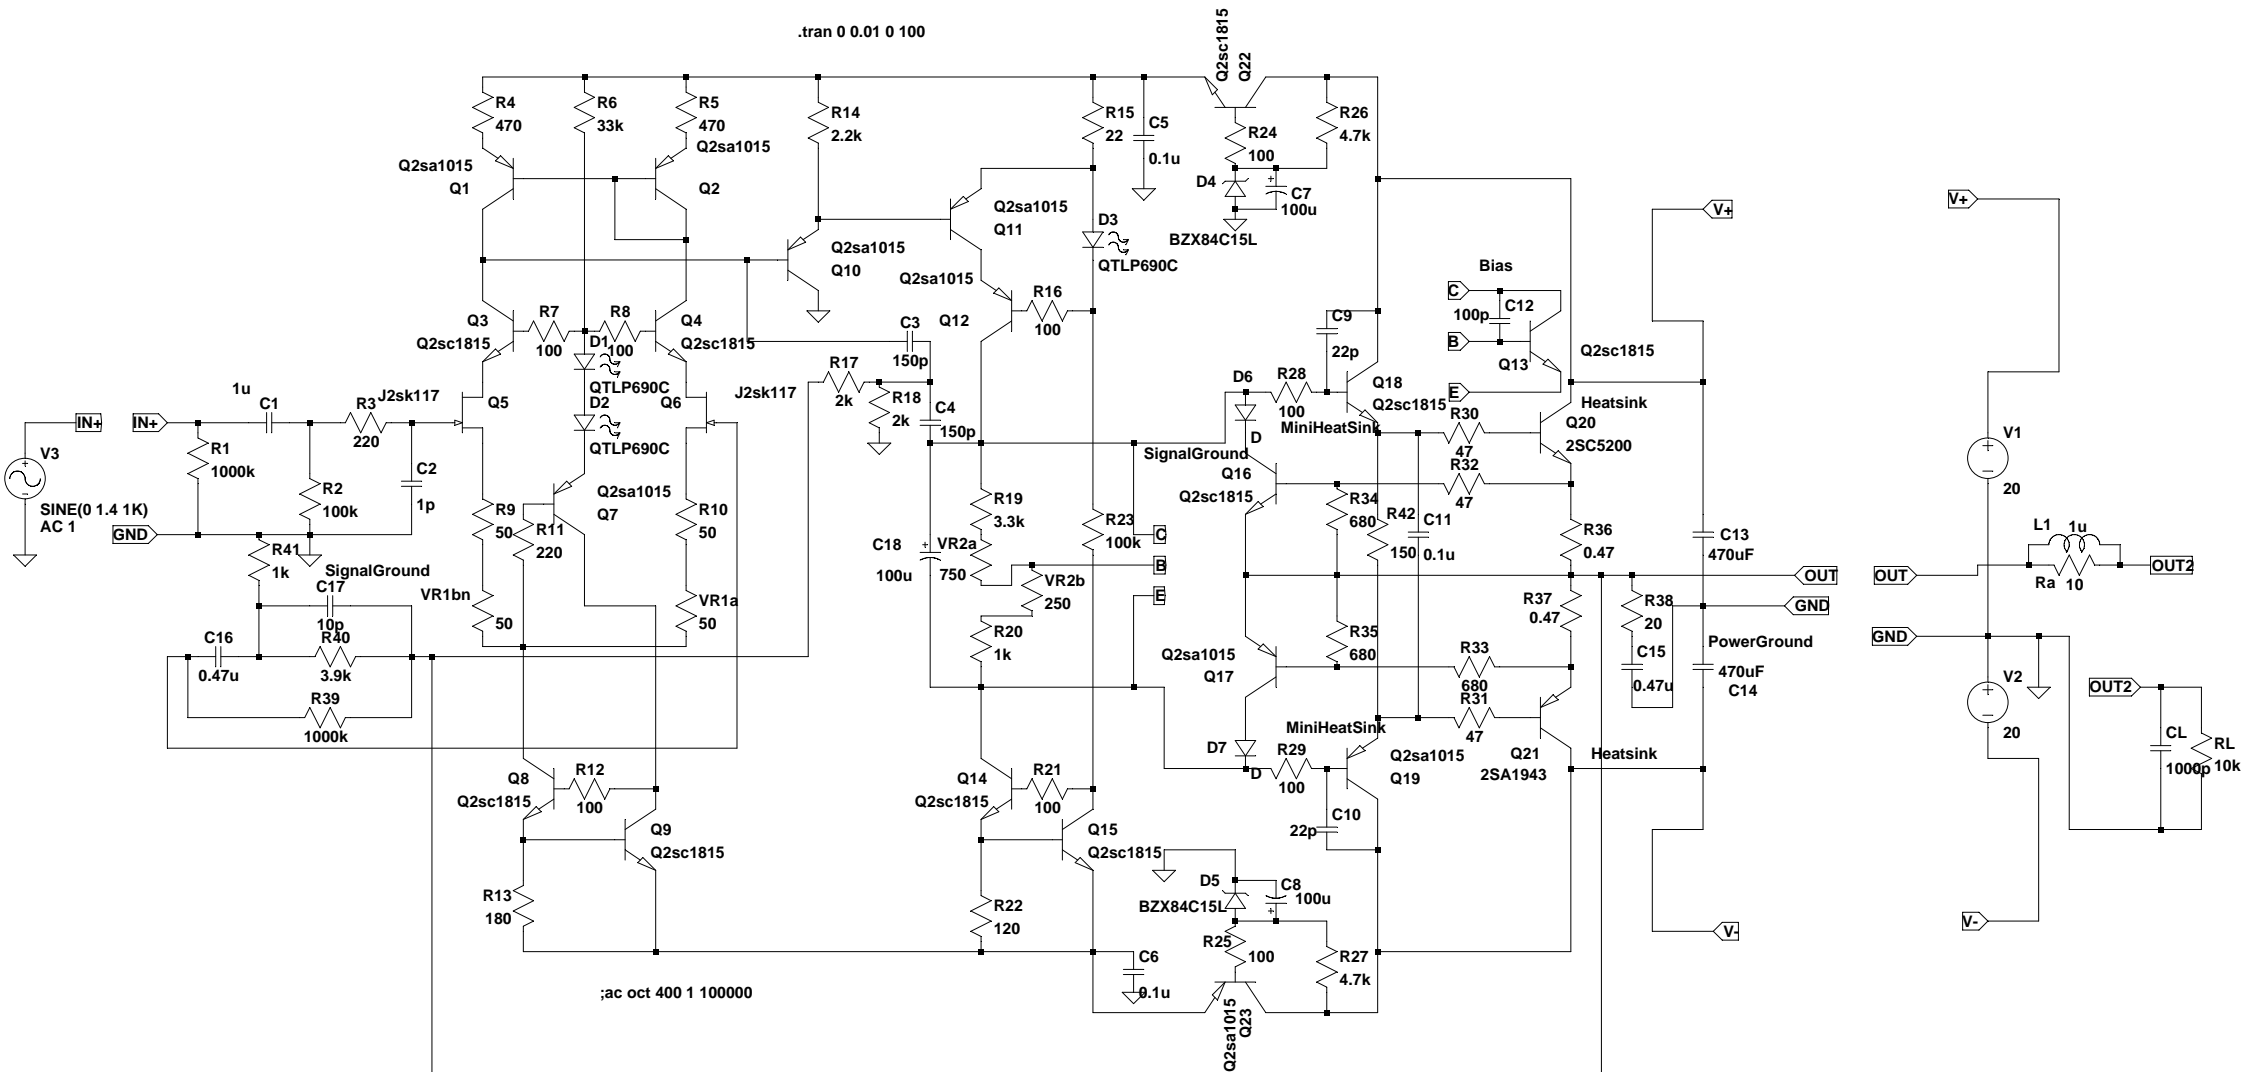 .tran 0 0.01 0 100
Q2sc1815
Q22
R4
470
R6
33k
R5
470
Q2sa1015
R14
2.2k
R15
22
C5
0.1u
R24
100
R26
4.7k
Q2sa1015
Q1
Q2
D4
C7
100u
BZX84C15L
Q2sa1015
Q11
D3
QTLP690C
V+
V+
Q2sa1015
Q10
Q2sa1015
Q12
R16
100
Bias
C
C12
100p
B
Q13
Q2sc1815
E
Q3
Q2sc1815
R7
100
R8
100
Q4
Q2sc1815
D1
QTLP690C
D2
QTLP690C
C3
150p
C9
22p
R17
2k
R18
2k
C4
150p
D6
D
R28
100
MiniHeatSink
Q18
Q2sc1815
Heatsink
Q20
2SC5200
R30
47
R32
47
IN+
V3
SINE(0 1.4 1K)
AC 1
IN+
1u
C1
R3
220
J2sk117
Q5
Q6
J2sk117
R1
1000k
R2
100k
C2
1p
GND
SignalGround
Q16
Q2sc1815
V1
20
R9
50
R11
220
Q2sa1015
Q7
R10
50
R19
3.3k
R23
100k
C
R34
680
R42
150
C11
0.1u
R36
0.47
C13
470uF
L1
1u
R41
1k
SignalGround
C17
10p
C18
100u
VR2a
750
B
VR2b
250
E
OUT
OUT
Ra
10
OUT2
VR1bn
50
VR1a
50
R37
0.47
R38
20
GND
GND
C16
0.47u
R40
3.9k
R39
1000k
R20
1k
Q2sa1015
Q17
R35
680
R33
680
R31
47
C15
0.47u
PowerGround
470uF
C14
V2
20
OUT2
CL
1000p
RL
10k
MiniHeatSink
D7
D
R29
100
Q2sa1015
Q19
Q21
2SA1943
Heatsink
Q8
Q2sc1815
R12
100
Q14
Q2sc1815
R21
100
Q9
Q2sc1815
Q15
Q2sc1815
C10
22p
R13
180
R22
120
D5
BZX84C15L
C8
100u
V-
V-
R25
100
R27
4.7k
C6
0.1u
Q2sa1015
Q23
;ac oct 400 1 100000